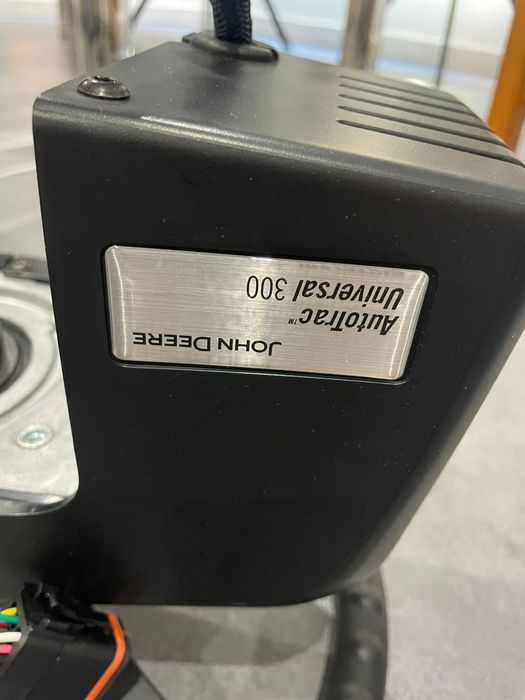 JOHN DEERE
AutoTrac™
Universal 300